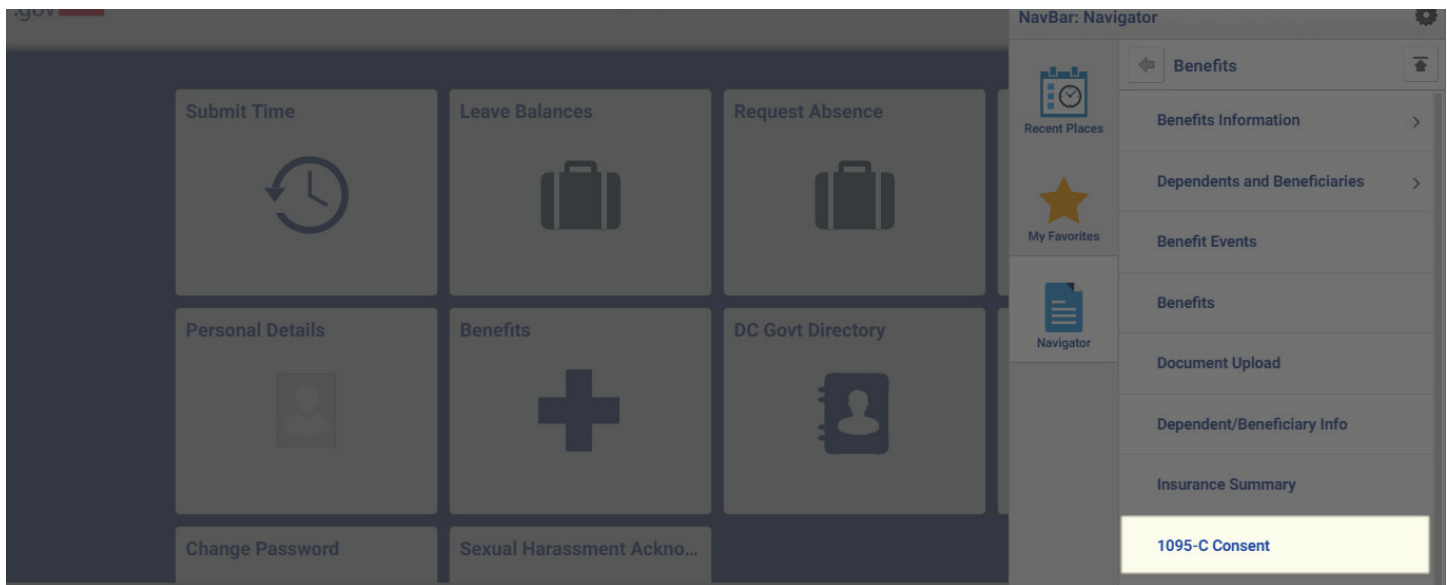 .gov
NavBar: Navigator
Submit Time
Leave Balances
Request Absence
Personal Details
Benefits
DC Govt Directory
Change Password
Sexual Harassment Ackno...
Recent Places
My Favorites
Navigator
Benefits
Benefits Information
Dependents and Beneficiaries
Benefit Events
Benefits
Document Upload
Dependent/Beneficiary Info
Insurance Summary
1095-C Consent